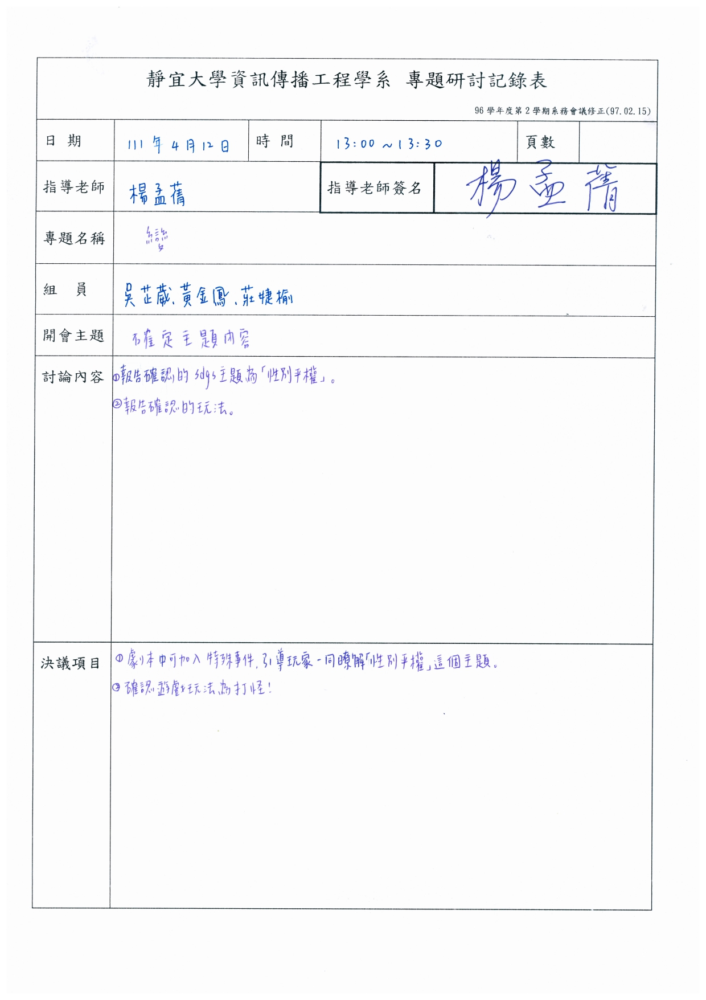 靜宜大學資訊傳播工程學系 專題研討記錄表
96 學年度第 2 學期系務會議修正(97.02.15)
日 期 111 年 4 月 12 日 時 間 13:00 ~ 13:30 頁數
指導老師 楊孟蒨 指導老師簽名 楊孟蒨
專題名稱 變
組 員 吳芷葳、黃金鳳、莊婕榆
開會主題 確定主題內容
討論內容 ①報告確認的 sdgs 主題為「性別平權」。
②報告確認的玩法。
決議項目 ①劇本中可加入特殊事件,引導玩家一同瞭解「性別平權」這個主題。
②確認遊戲玩法為打怪!